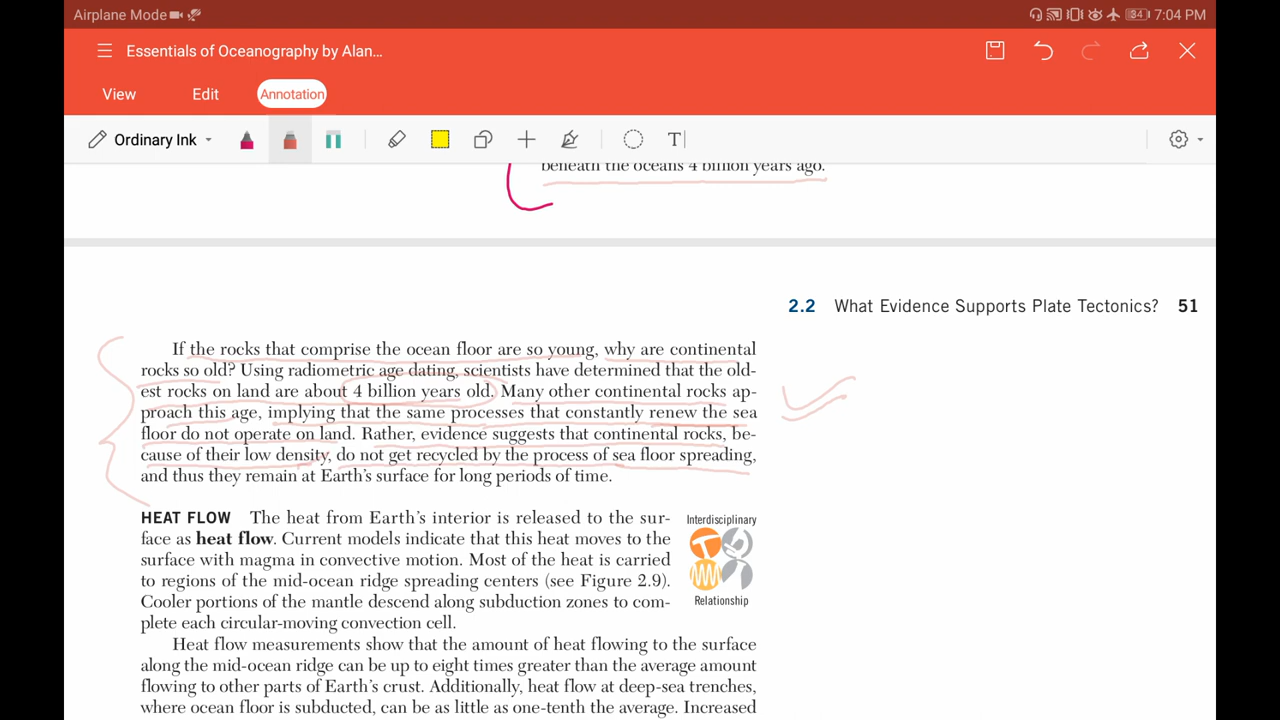 Airplane Mode
34 7:04 PM
Essentials of Oceanography by Alan...
View Edit Annotation
Ordinary Ink T
beneath the oceans 4 billion years ago.
2.2 What Evidence Supports Plate Tectonics? 51
If the rocks that comprise the ocean floor are so young, why are continental
rocks so old? Using radiometric age dating, scientists have determined that the old-
est rocks on land are about 4 billion years old. Many other continental rocks ap-
proach this age, implying that the same processes that constantly renew the sea
floor do not operate on land. Rather, evidence suggests that continental rocks, be-
cause of their low density, do not get recycled by the process of sea floor spreading,
and thus they remain at Earth's surface for long periods of time.
HEAT FLOW The heat from Earth's interior is released to the sur-
face as heat flow. Current models indicate that this heat moves to the
surface with magma in convective motion. Most of the heat is carried
to regions of the mid-ocean ridge spreading centers (see Figure 2.9).
Cooler portions of the mantle descend along subduction zones to com-
plete each circular-moving convection cell.
Interdisciplinary
Relationship
Heat flow measurements show that the amount of heat flowing to the surface
along the mid-ocean ridge can be up to eight times greater than the average amount
flowing to other parts of Earth's crust. Additionally, heat flow at deep-sea trenches,
where ocean floor is subducted, can be as little as one-tenth the average. Increased